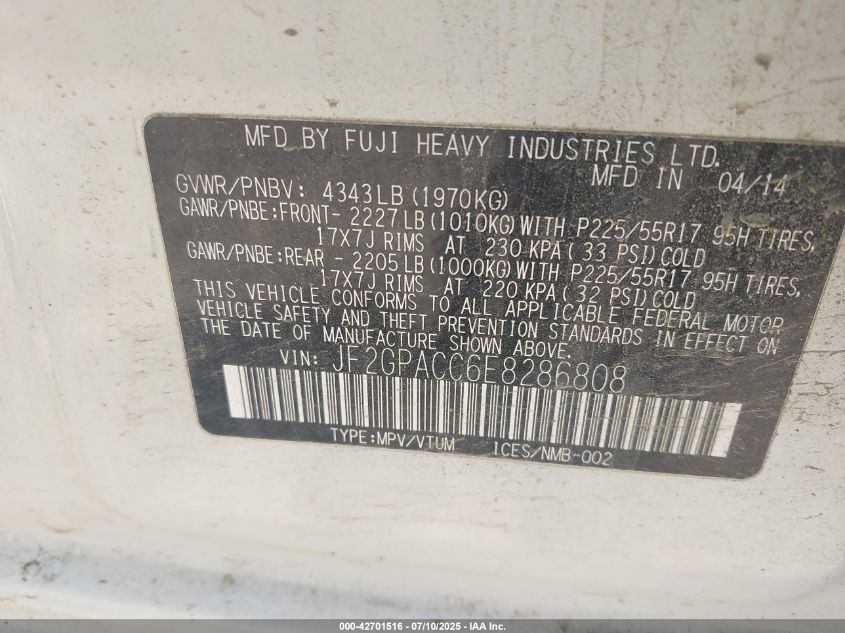 MFD BY FUJI HEAVY INDUSTRIES LTD.
MFD IN 04/14
GVWR/PNBV: 4343LB(1970KG)
GAWR/PNBE:FRONT- 2227LB(1010KG)WITH P225/55R17 95H TIRES,
17X7J RIMS AT 230 KPA( 33 PSI)COLD
GAWR/PNBE:REAR - 2205LB(1000KG)WITH P225/55R17 95H TIRES,
17X7J RIMS AT 220 KPA( 32 PSI)COLD
THIS VEHICLE CONFORMS TO ALL APPLICABLE FEDERAL MOTOR
VEHICLE SAFETY AND THEFT PREVENTION STANDARDS IN EFFECT ON
THE DATE OF MANUFACTURE SHOWN ABOVE.
VIN: JF2GPACC6E8286808
TYPE:MPV/VTUM ICES/NMB-002
000-42701516 - 07/10/2025 - IAA Inc.